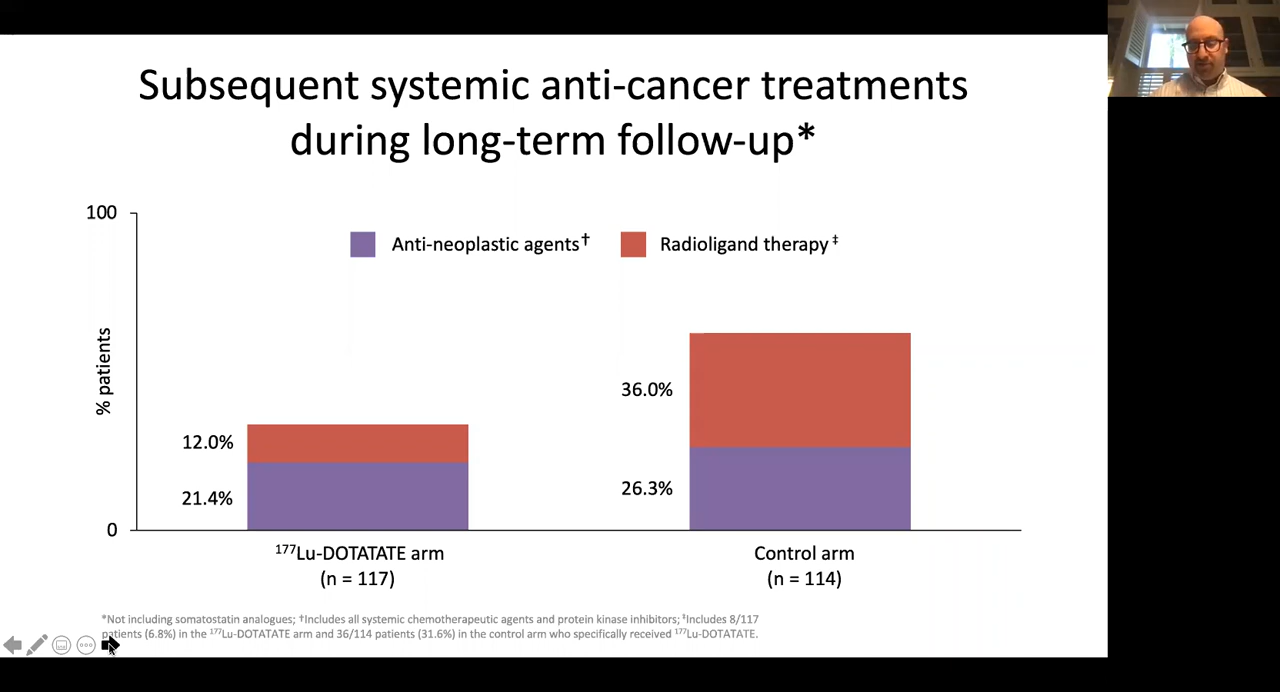 Subsequent systemic anti-cancer treatments
during long-term follow-up*
100
Anti-neoplastic agents†
Radioligand therapy‡
% patients
36.0%
12.0%
26.3%
21.4%
0
¹⁷⁷Lu-DOTATATE arm
(n = 117)
Control arm
(n = 114)
*Not including somatostatin analogues; †Includes all systemic chemotherapeutic agents and protein kinase inhibitors; ‡Includes 8/117
patients (6.8%) in the ¹⁷⁷Lu-DOTATATE arm and 36/114 patients (31.6%) in the control arm who specifically received ¹⁷⁷Lu-DOTATATE.